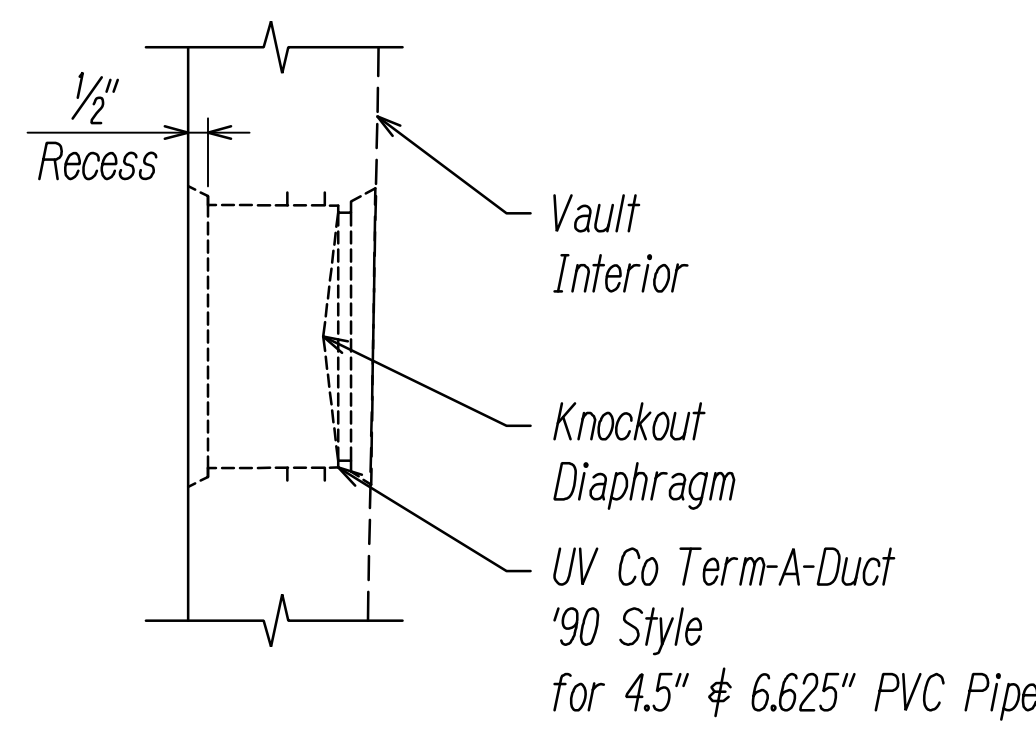 ½"
Recess
Vault
Interior
Knockout
Diaphragm
UV Co Term-A-Duct
'90 Style
for 4.5" & 6.625" PVC Pipe